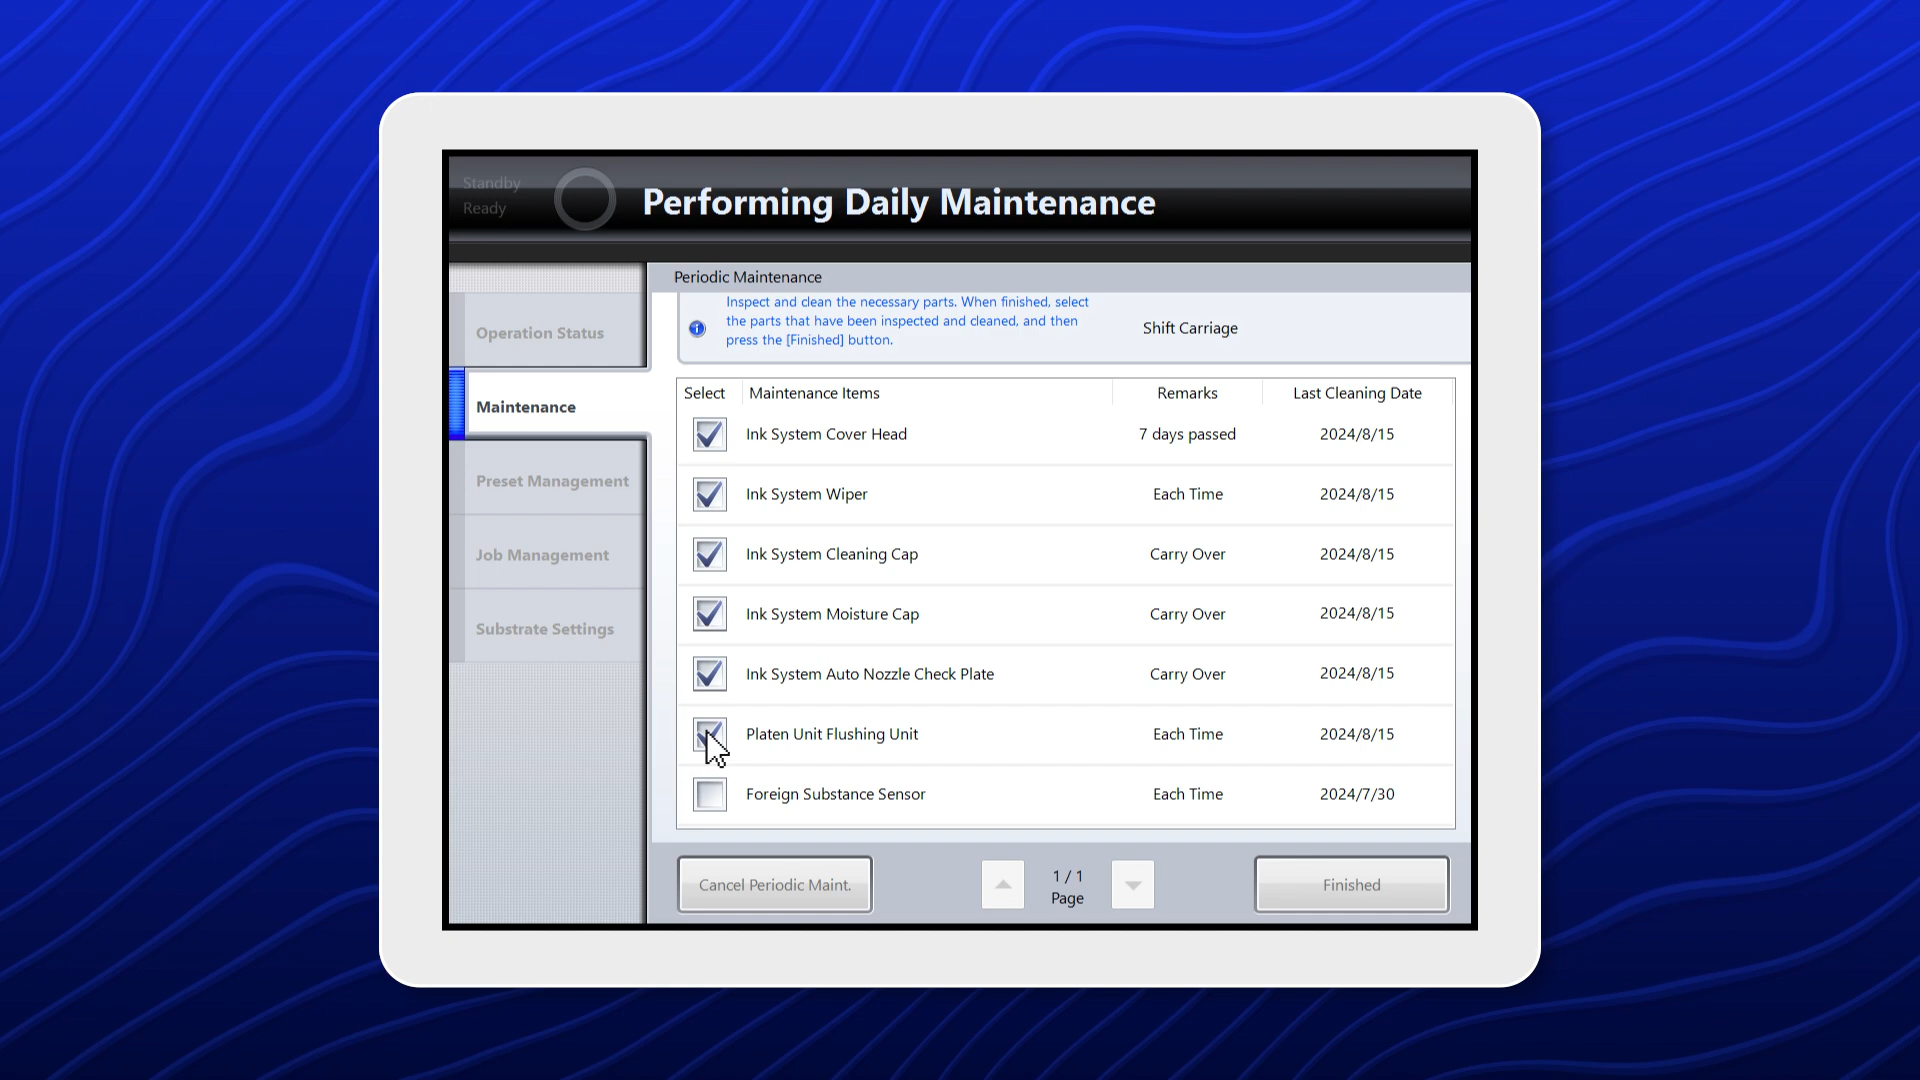 Standby
Ready
Performing Daily Maintenance
Operation Status
Maintenance
Preset Management
Job Management
Substrate Settings
Periodic Maintenance
Inspect and clean the necessary parts. When finished, select
the parts that have been inspected and cleaned, and then
press the [Finished] button.
Shift Carriage
Select Maintenance Items Remarks Last Cleaning Date
Ink System Cover Head 7 days passed 2024/8/15
Ink System Wiper Each Time 2024/8/15
Ink System Cleaning Cap Carry Over 2024/8/15
Ink System Moisture Cap Carry Over 2024/8/15
Ink System Auto Nozzle Check Plate Carry Over 2024/8/15
Platen Unit Flushing Unit Each Time 2024/8/15
Foreign Substance Sensor Each Time 2024/7/30
Cancel Periodic Maint.
1 / 1
Page
Finished